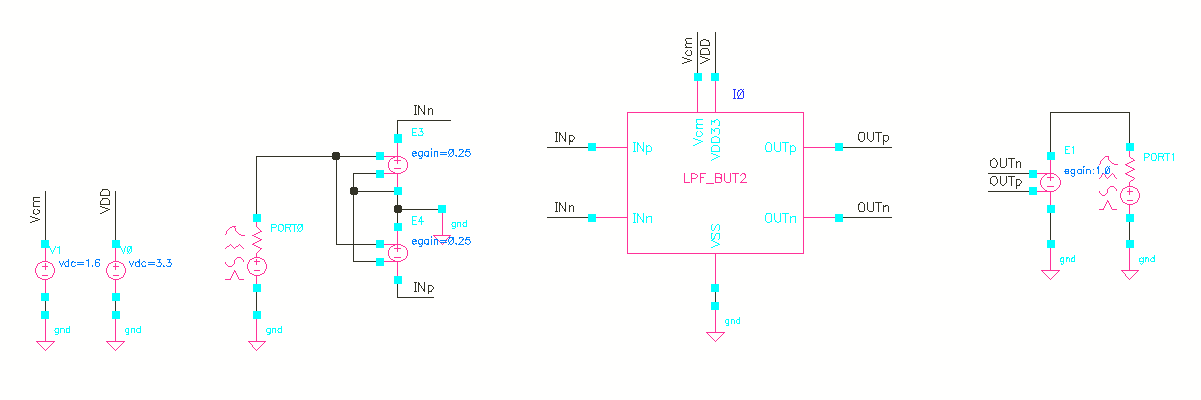 Vcm
V1
vdc=1.6
gnd
VDD
V0
vdc=3.3
gnd
PORT0
gnd
INn
E3
egain=0.25
gnd
E4
egain=0.25
INp
Vcm
VDD
I0
INp
INn
INp
INn
Vcm
VDD33
LPF_BUT2
VSS
OUTp
OUTn
OUTp
OUTn
gnd
OUTn
OUTp
E1
egain:1.0
gnd
PORT1
gnd